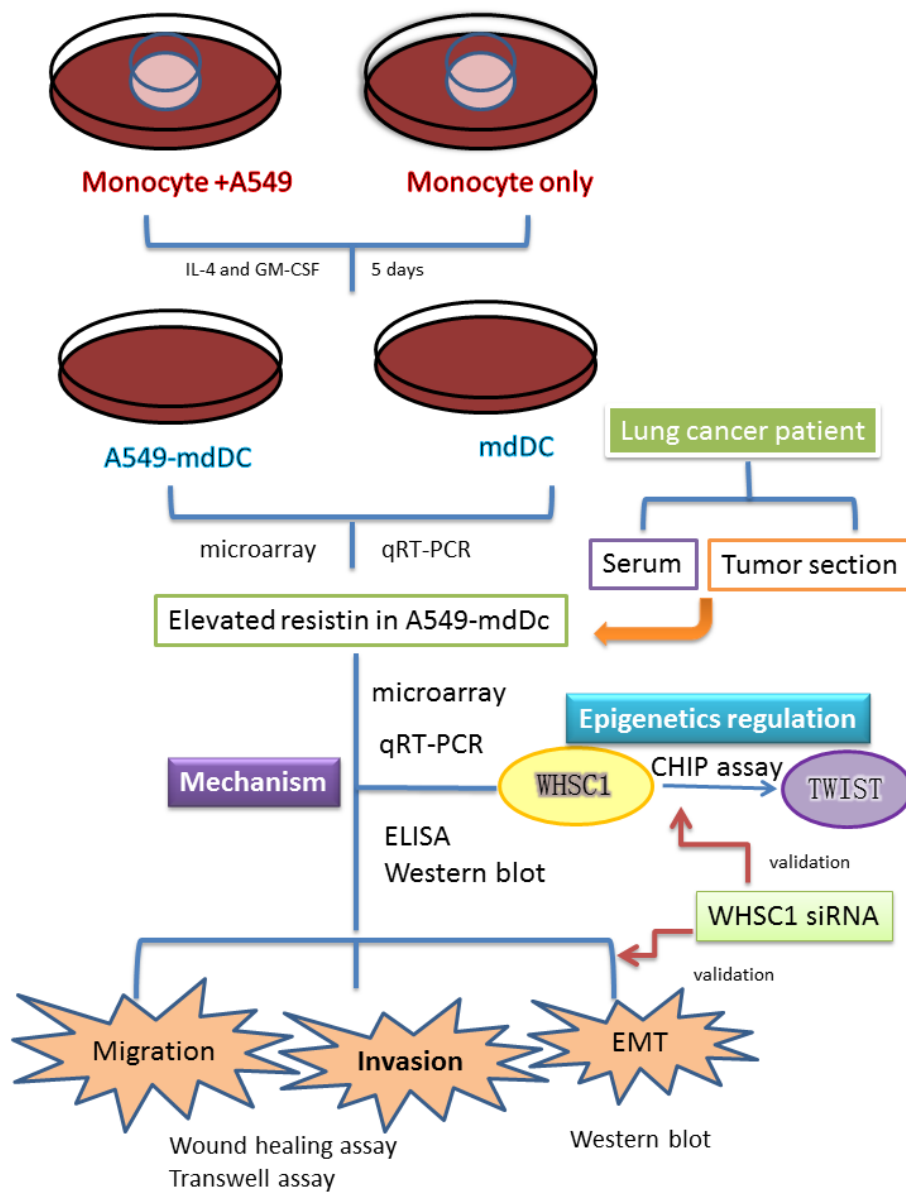 Monocyte +A549
Monocyte only
IL-4 and GM-CSF
5 days
A549-mdDC
mdDC
Lung cancer patient
microarray
qRT-PCR
Serum
Tumor section
Elevated resistin in A549-mdDc
microarray
qRT-PCR
Epigenetics regulation
Mechanism
WHSC1
CHIP assay
TWIST
ELISA
Western blot
validation
WHSC1 siRNA
validation
Migration
Invasion
EMT
Wound healing assay
Transwell assay
Western blot